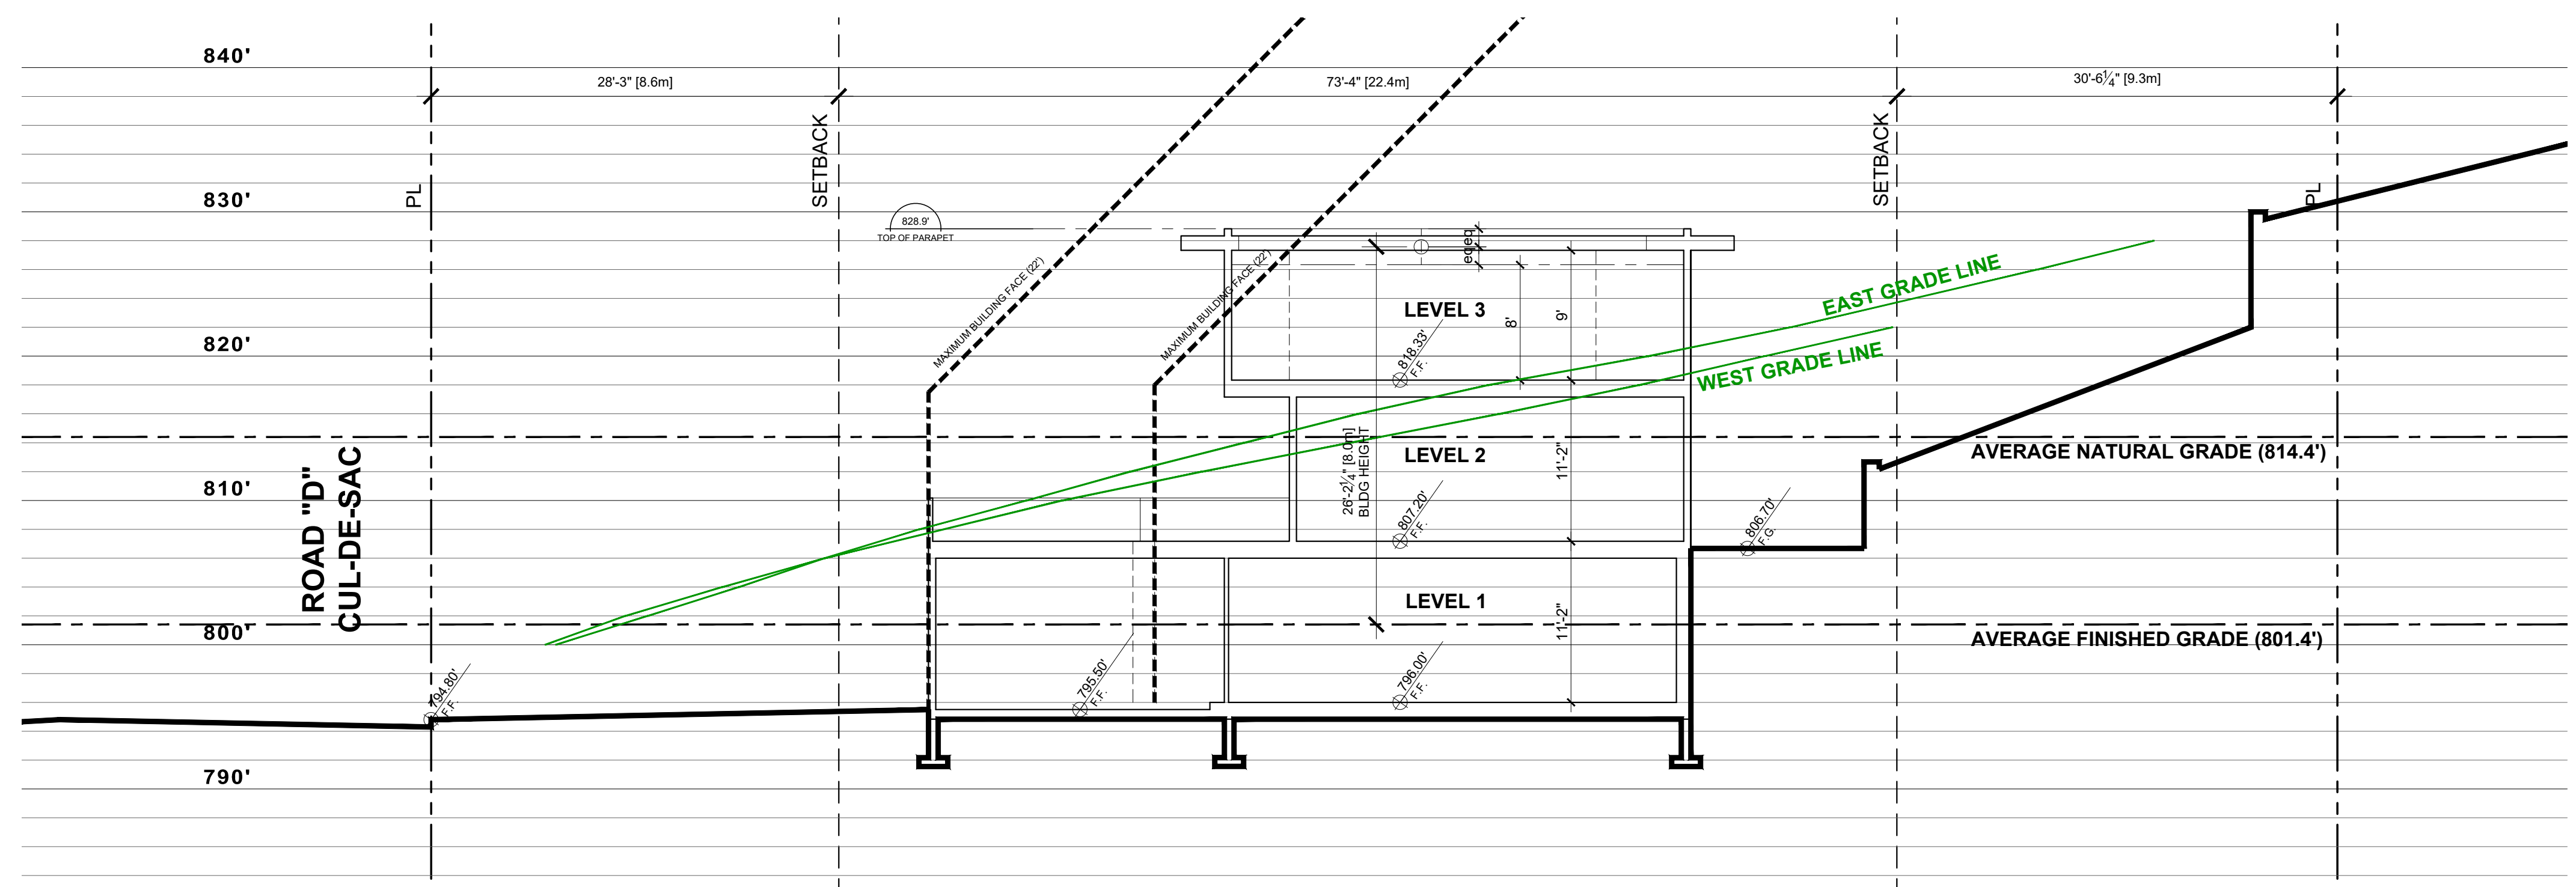 840'
28'-3" [8.6m]
73'-4" [22.4m]
30'-6¼" [9.3m]
SETBACK
SETBACK
PL
PL
830'
828.9'
TOP OF PARAPET
eq
eq
MAXIMUM BUILDING FACE (22')
MAXIMUM BUILDING FACE (22')
EAST GRADE LINE
LEVEL 3
8'
9'
818.33'
F.F.
820'
WEST GRADE LINE
AVERAGE NATURAL GRADE (814.4')
26'-2¼" [8.0m]
BLDG HEIGHT
LEVEL 2
11'-2"
810'
807.20'
F.F.
806.70'
F.G.
ROAD "D"
CUL-DE-SAC
LEVEL 1
11'-2"
800'
AVERAGE FINISHED GRADE (801.4')
794.80'
F.F.
795.50'
F.F.
796.00'
F.F.
790'